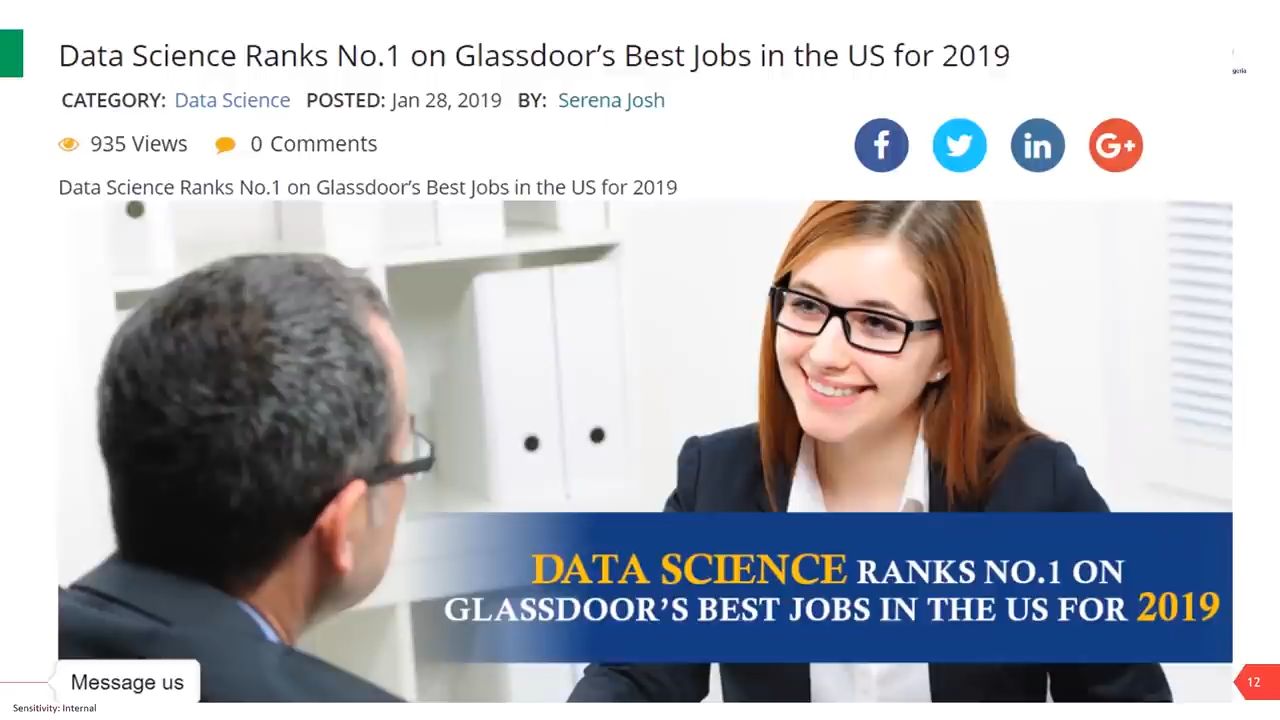 Data Science Ranks No.1 on Glassdoor’s Best Jobs in the US for 2019
CATEGORY: Data Science POSTED: Jan 28, 2019 BY: Serena Josh
935 Views 0 Comments
f in G+
Data Science Ranks No.1 on Glassdoor’s Best Jobs in the US for 2019
DATA SCIENCE RANKS NO.1 ON
GLASSDOOR’S BEST JOBS IN THE US FOR 2019
Message us
12
Sensitivity: Internal